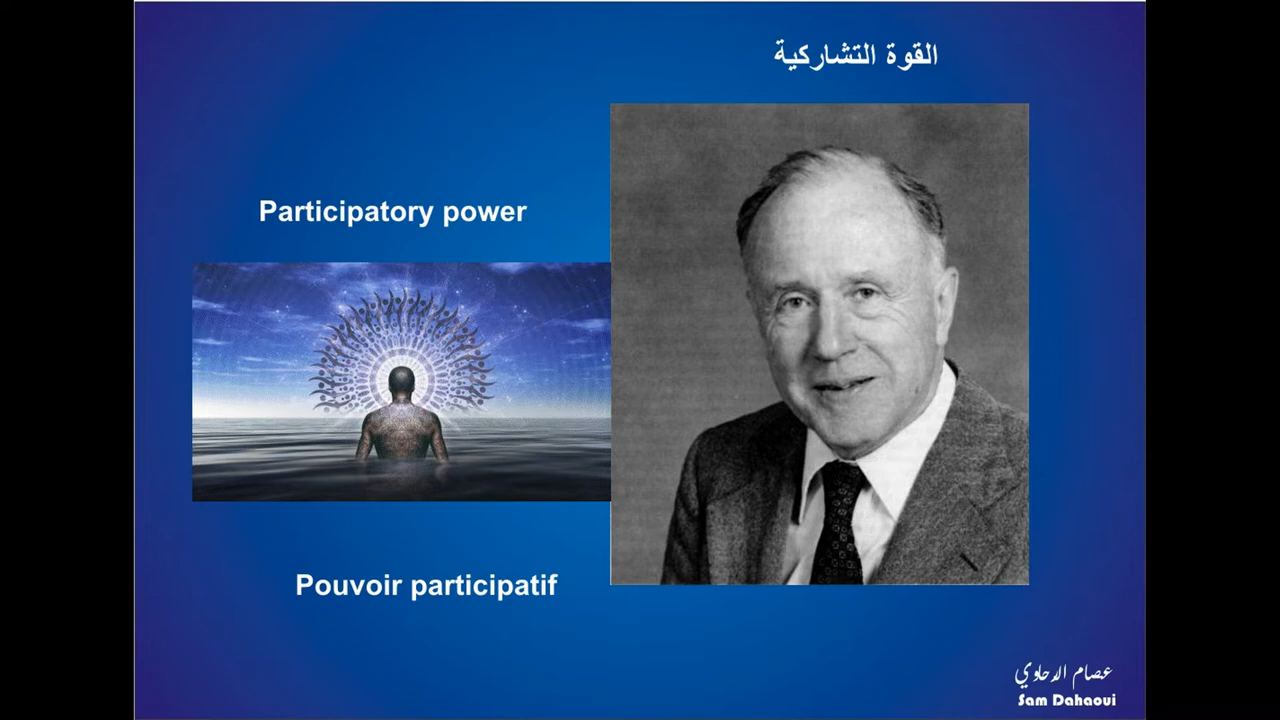 القوة التشاركية
Participatory power
Pouvoir participatif
عصام الدحاوي
Sam Dahaoui